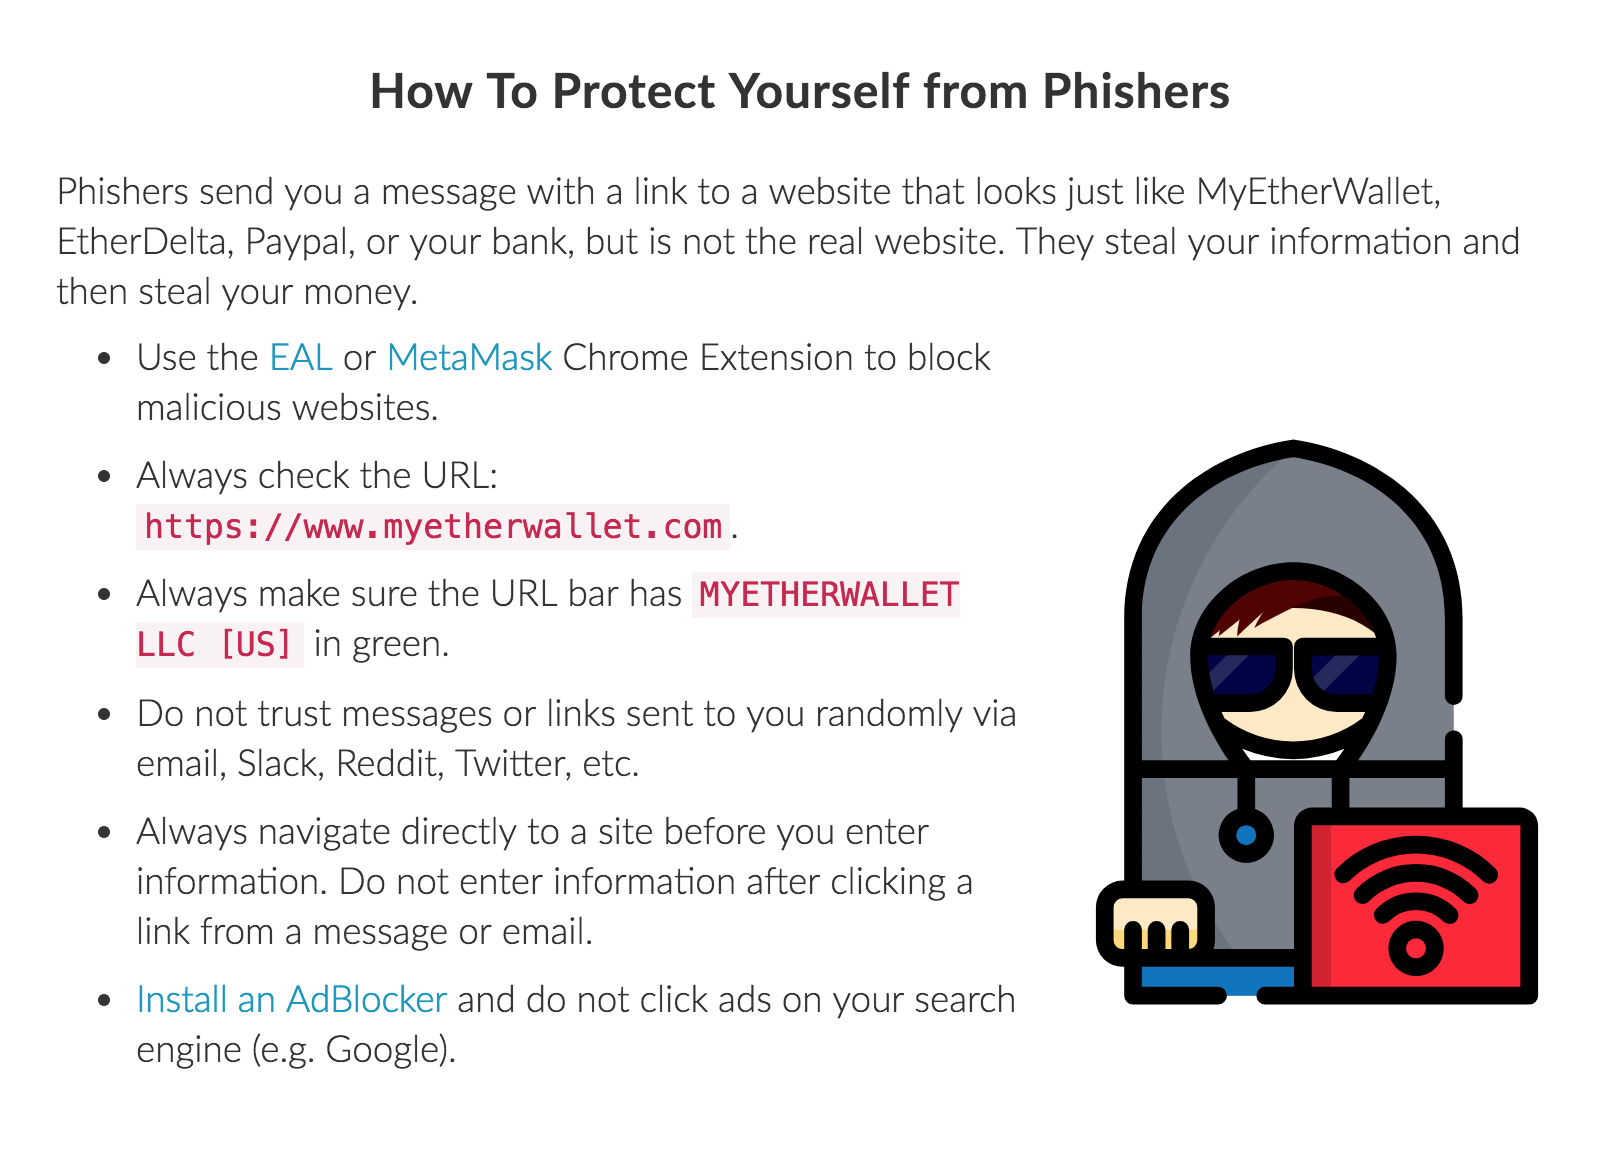 How To Protect Yourself from Phishers
Phishers send you a message with a link to a website that looks just like MyEtherWallet,
EtherDelta, Paypal, or your bank, but is not the real website. They steal your information and
then steal your money.
• Use the EAL or MetaMask Chrome Extension to block
malicious websites.
• Always check the URL:
https://www.myetherwallet.com.
• Always make sure the URL bar has MYETHERWALLET
LLC [US] in green.
• Do not trust messages or links sent to you randomly via
email, Slack, Reddit, Twitter, etc.
• Always navigate directly to a site before you enter
information. Do not enter information after clicking a
link from a message or email.
• Install an AdBlocker and do not click ads on your search
engine (e.g. Google).